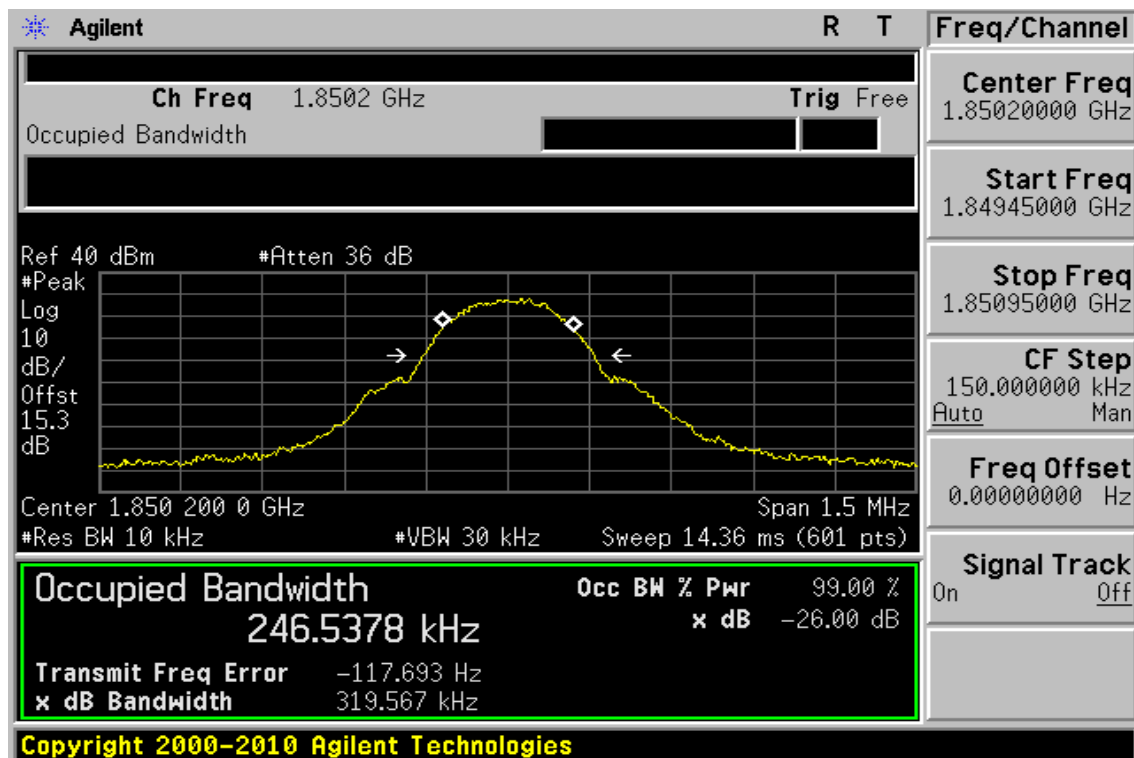 Agilent R T
Ch Freq 1.8502 GHz Trig Free
Occupied Bandwidth
Ref 40 dBm #Atten 36 dB
#Peak
Log
10
dB/
Offst
15.3
dB
Center 1.850 200 0 GHz Span 1.5 MHz
#Res BW 10 kHz #VBW 30 kHz Sweep 14.36 ms (601 pts)
Occupied Bandwidth Occ BW % Pwr 99.00 %
246.5378 kHz x dB -26.00 dB
Transmit Freq Error -117.693 Hz
x dB Bandwidth 319.567 kHz
Copyright 2000-2010 Agilent Technologies
Freq/Channel
Center Freq
1.85020000 GHz
Start Freq
1.84945000 GHz
Stop Freq
1.85095000 GHz
CF Step
150.000000 kHz
Auto Man
Freq Offset
0.00000000 Hz
Signal Track
On Off